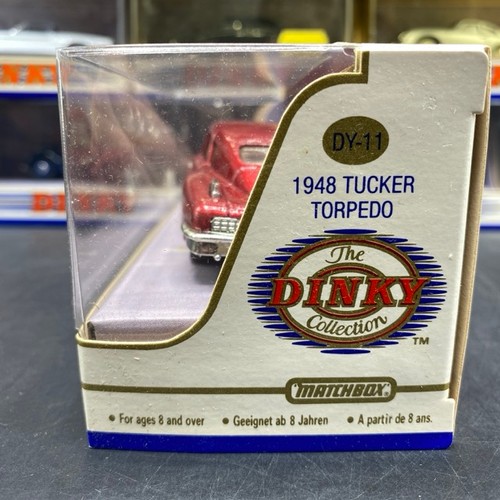 DY-11
1948 TUCKER
TORPEDO
The
DINKY
Collection
TM
MATCHBOX
• For ages 8 and over • Geeignet ab 8 Jahren • A partir de 8 ans.
DINKY